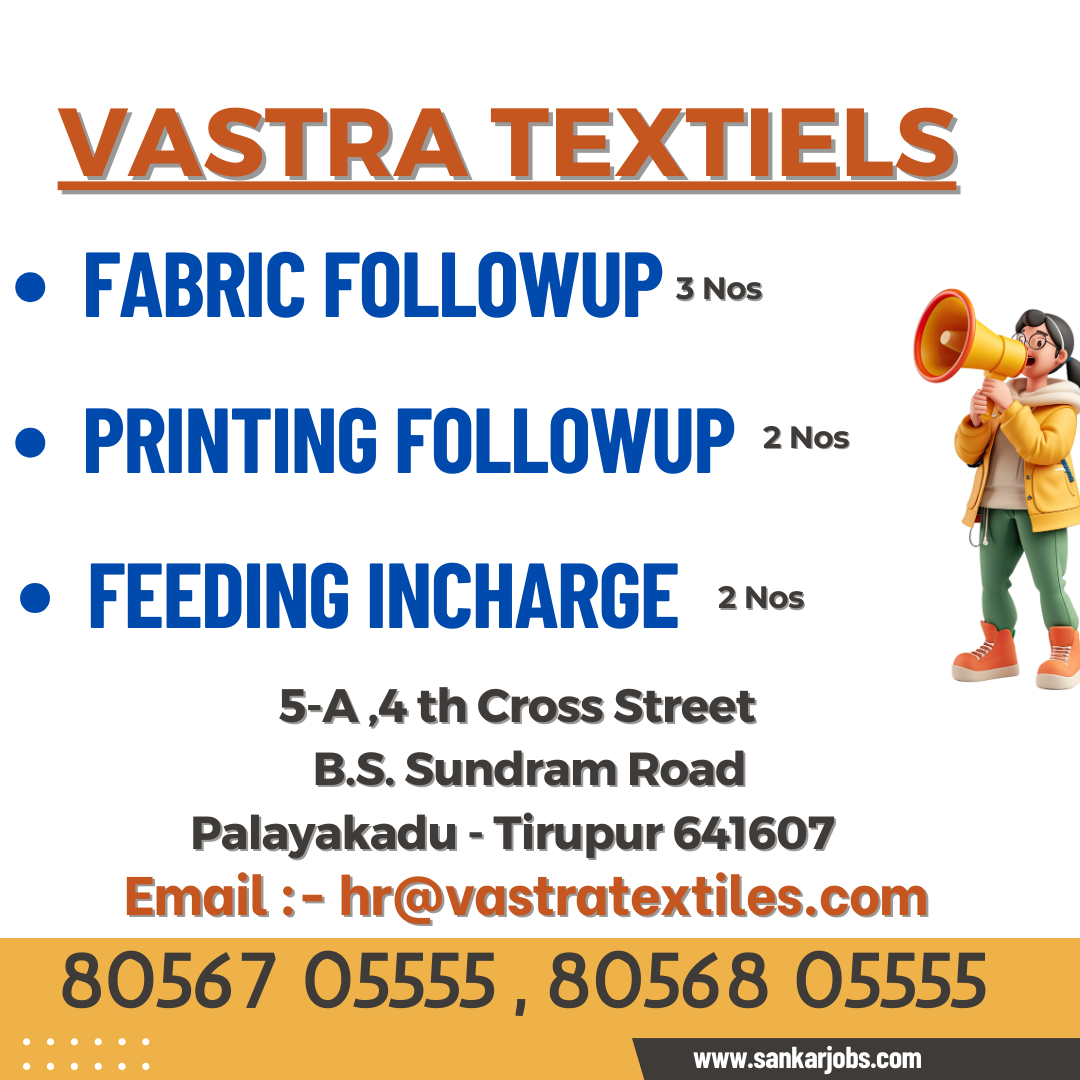 VASTRA TEXTIELS
• FABRIC FOLLOWUP 3 Nos
• PRINTING FOLLOWUP 2 Nos
• FEEDING INCHARGE 2 Nos
5-A ,4 th Cross Street
B.S. Sundram Road
Palayakadu - Tirupur 641607
Email :- hr@vastratextiles.com
80567 05555 , 80568 05555
www.sankarjobs.com